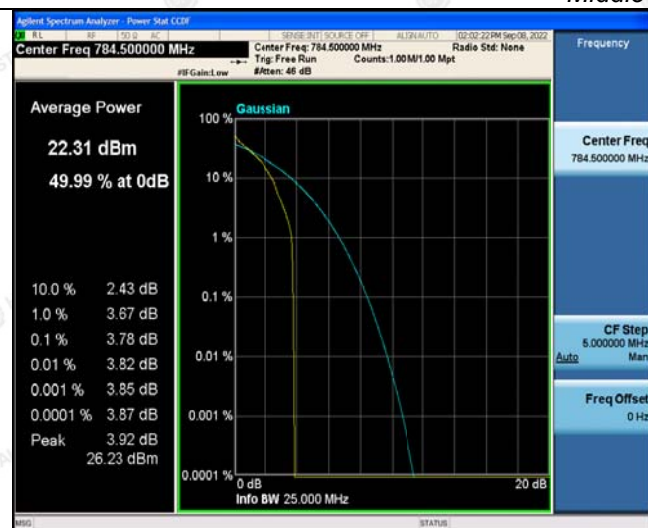 Middle
Agilent Spectrum Analyzer - Power Stat CCDF
RL RF 50 Ω AC SENSE:INT SOURCE OFF ALIGNAUTO 02:02:22 PM Sep 08, 2022
Center Freq 784.500000 MHz
Center Freq: 784.500000 MHz Radio Std: None
Trig: Free Run Counts:1.00 M/1.00 Mpt
#IFGain:Low #Atten: 46 dB
Frequency
Average Power
22.31 dBm
49.99 % at 0dB
10.0 % 2.43 dB
1.0 % 3.67 dB
0.1 % 3.78 dB
0.01 % 3.82 dB
0.001 % 3.85 dB
0.0001 % 3.87 dB
Peak 3.92 dB
26.23 dBm
Gaussian
100 %
10 %
1 %
0.1 %
0.01 %
0.001 %
0.0001 %
0 dB 20 dB
Info BW 25.000 MHz
Center Freq
784.500000 MHz
CF Step
5.000000 MHz
Auto Man
Freq Offset
0 Hz
MSG STATUS